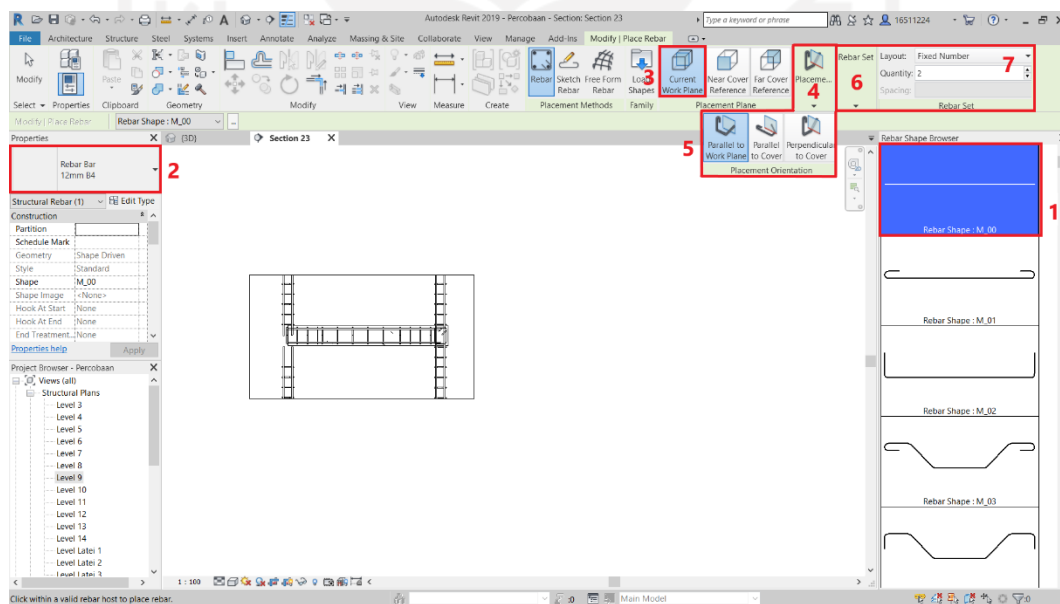 Autodesk Revit 2019 - Percobaan - Section: Section 23
Type a keyword or phrase
16511224
File Architecture Structure Steel Systems Insert Annotate Analyze Massing & Site Collaborate View Manage Add-Ins Modify | Place Rebar
Modify
Paste
Rebar Sketch Rebar Free Form Rebar
Load Shapes
3
Current Work Plane
Near Cover Reference
Far Cover Reference
Placeme...
4
Rebar Set
6
Layout: Fixed Number
7
Quantity: 2
Spacing:
Select Properties Clipboard Geometry Modify View Measure Create Placement Methods Family Placement Plane Rebar Set
Modify | Place Rebar
Rebar Shape : M_00
5
Parallel to Work Plane
Parallel to Cover
Perpendicular to Cover
Placement Orientation
Properties
Rebar Bar
12mm B4
2
Structural Rebar (1) Edit Type
Construction
Partition
Schedule Mark
Geometry Shape Driven
Style Standard
Shape M_00
Shape Image <None>
Hook At Start None
Hook At End None
End Treatment... None
Properties help Apply
Project Browser - Percobaan
Views (all)
Structural Plans
Level 3
Level 4
Level 5
Level 6
Level 7
Level 8
Level 9
Level 10
Level 11
Level 12
Level 13
Level 14
Level Latei 1
Level Latei 2
Level Latei 3
{3D}
Section 23
1 : 100
Rebar Shape Browser
1
Rebar Shape : M_00
Rebar Shape : M_01
Rebar Shape : M_02
Rebar Shape : M_03
Click within a valid rebar host to place rebar.
:0
Main Model
:0